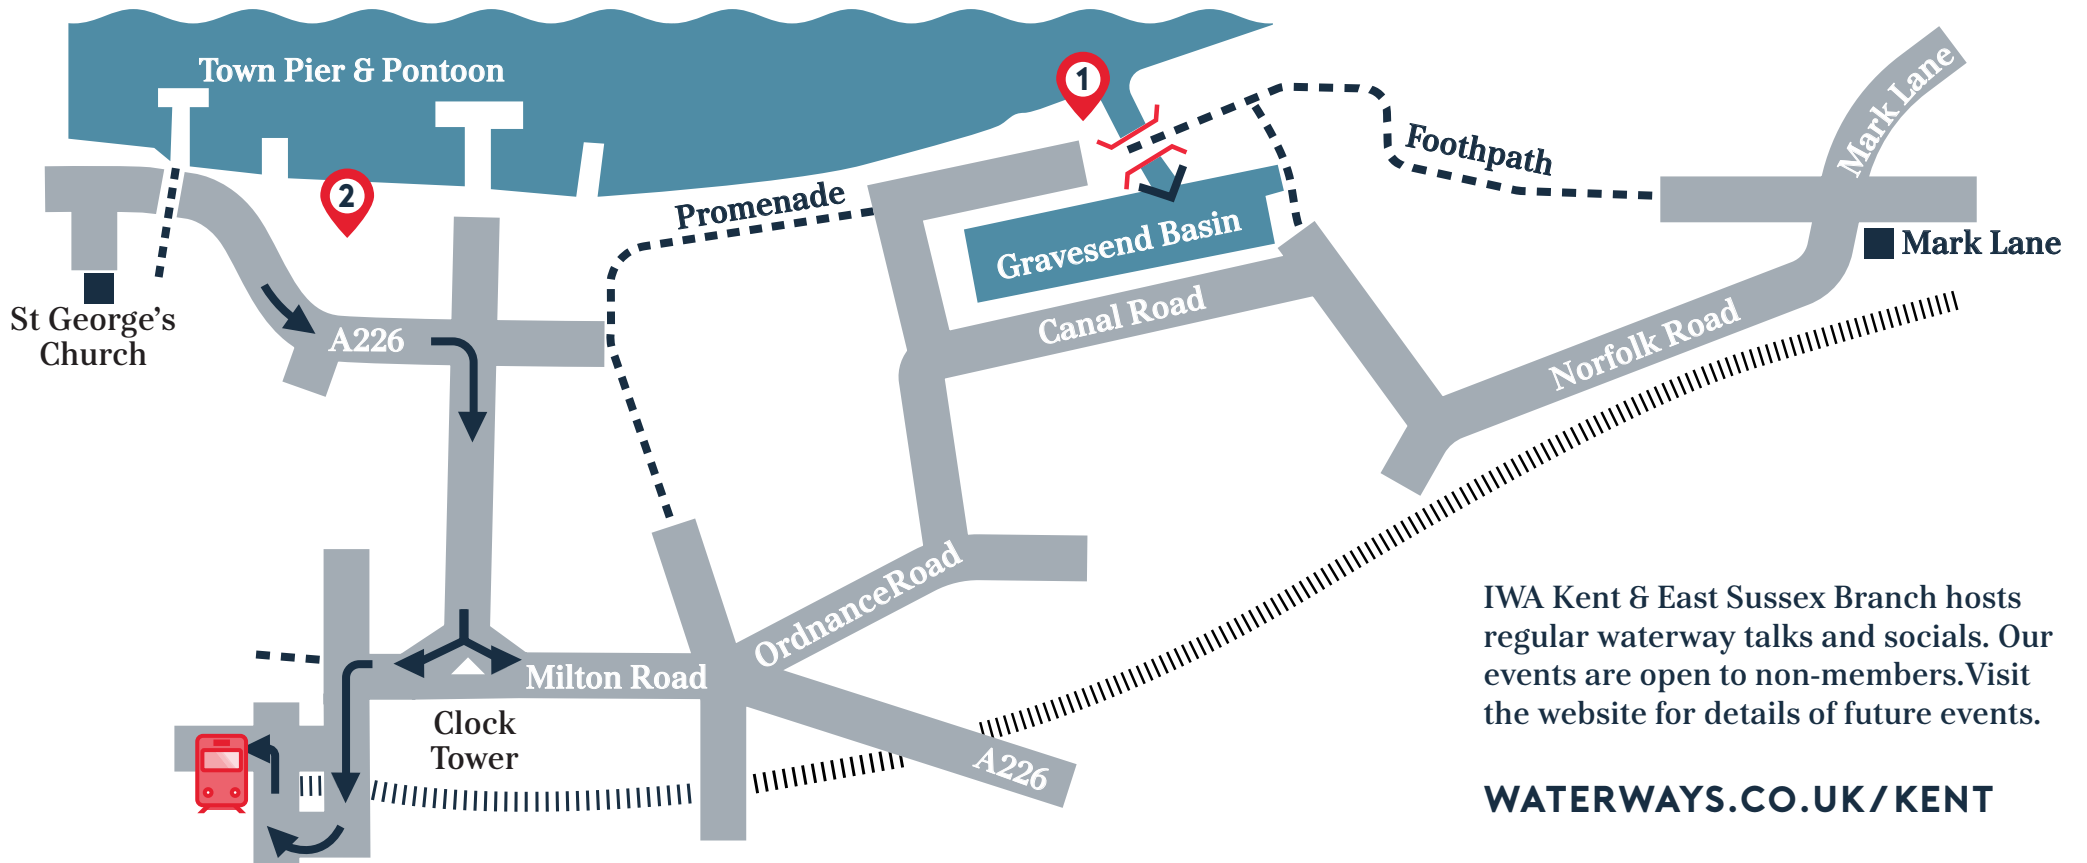 Town Pier & Pontoon
1
2
Promenade
Footpath
Mark Lane
Mark Lane
Gravesend Basin
Canal Road
St George’s
Church
A226
Norfolk Road
OrdnanceRoad
Milton Road
Clock
Tower
A226
IWA Kent & East Sussex Branch hosts
regular waterway talks and socials. Our
events are open to non-members.Visit
the website for details of future events.
WATERWAYS.CO.UK/KENT